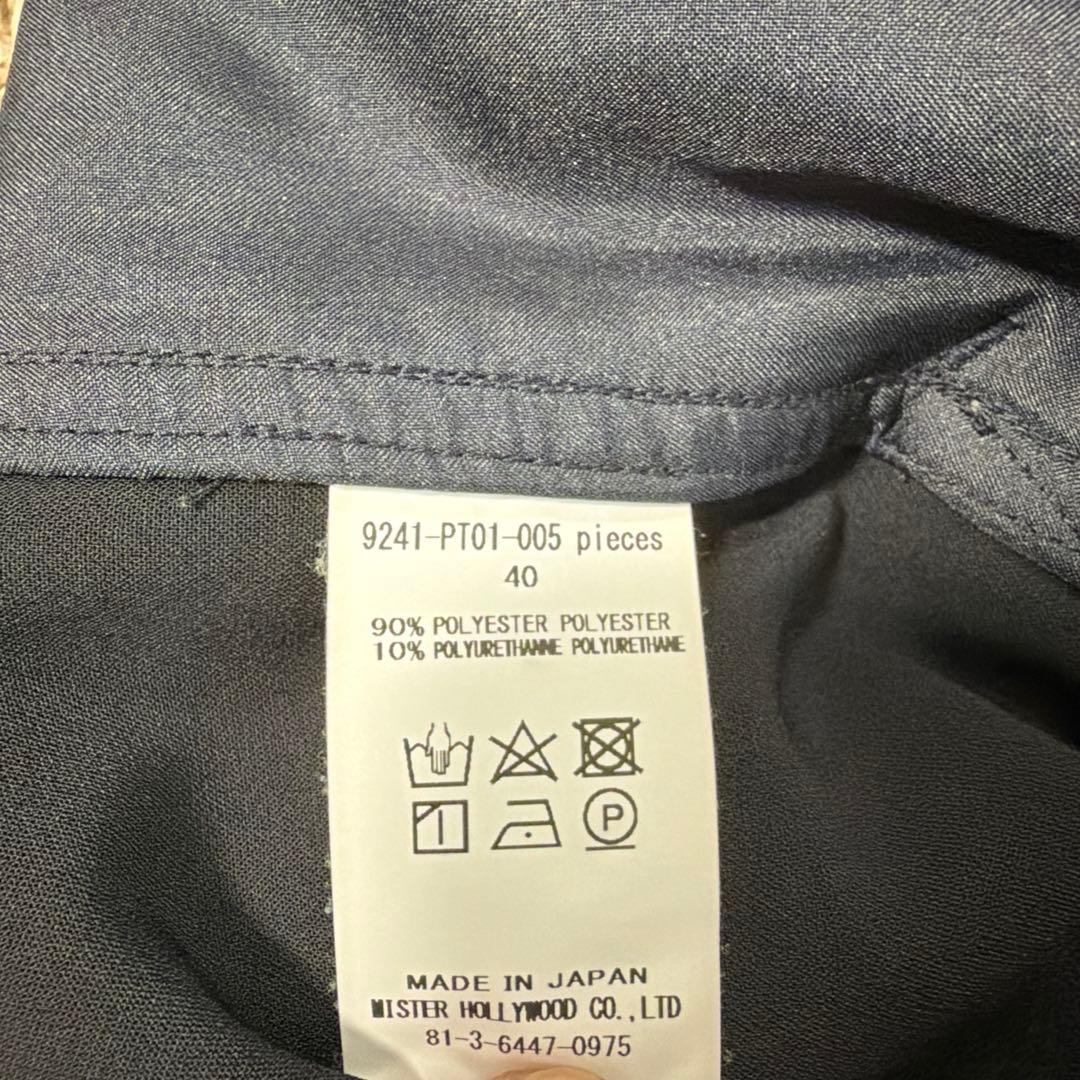 9241-PT01-005 pieces
40
90% POLYESTER POLYESTER
10% POLYURETHANNE POLYURETHANE
P
MADE IN JAPAN
MISTER HOLLYWOOD CO.,LTD
81-3-6447-0975